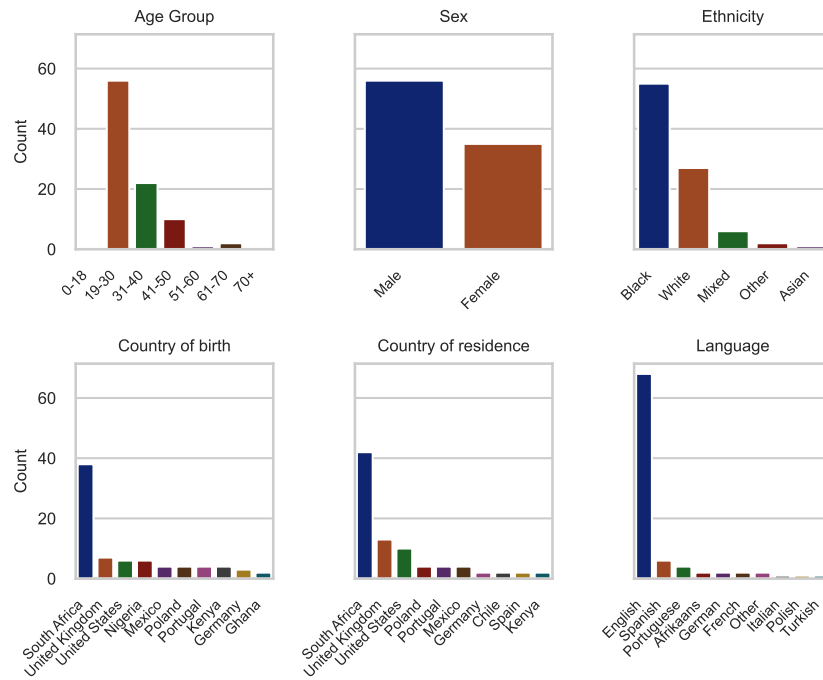 Age Group
Sex
Ethnicity
Count
60
40
20
0
0-18
19-30
31-40
41-50
51-60
61-70
70+
Male
Female
Black
White
Mixed
Other
Asian
Country of birth
Country of residence
Language
Count
60
40
20
0
South Africa
United Kingdom
United States
Nigeria
Mexico
Poland
Portugal
Kenya
Germany
Ghana
South Africa
United Kingdom
United States
Poland
Portugal
Mexico
Germany
Chile
Spain
Kenya
English
Spanish
Portuguese
Afrikaans
German
French
Other
Italian
Polish
Turkish